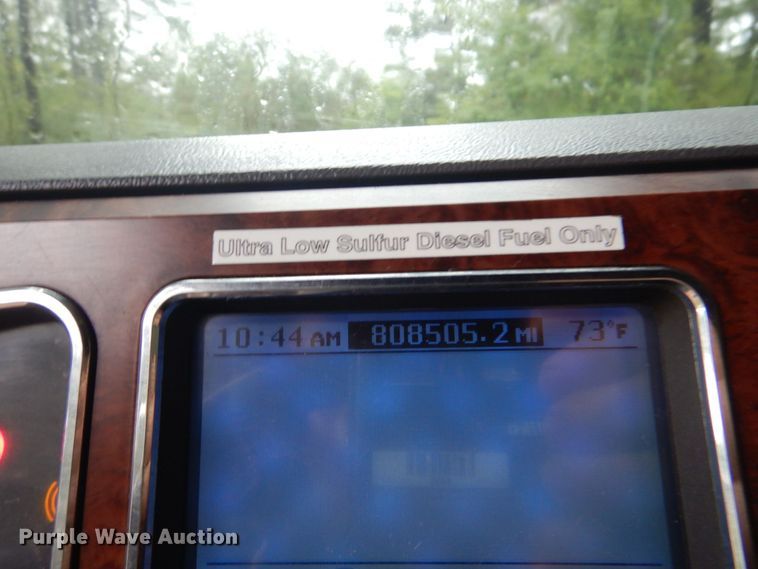 Ultra Low Sulfur Diesel Fuel Only
10:44 AM 808505.2 MI 73°F
Purple Wave Auction